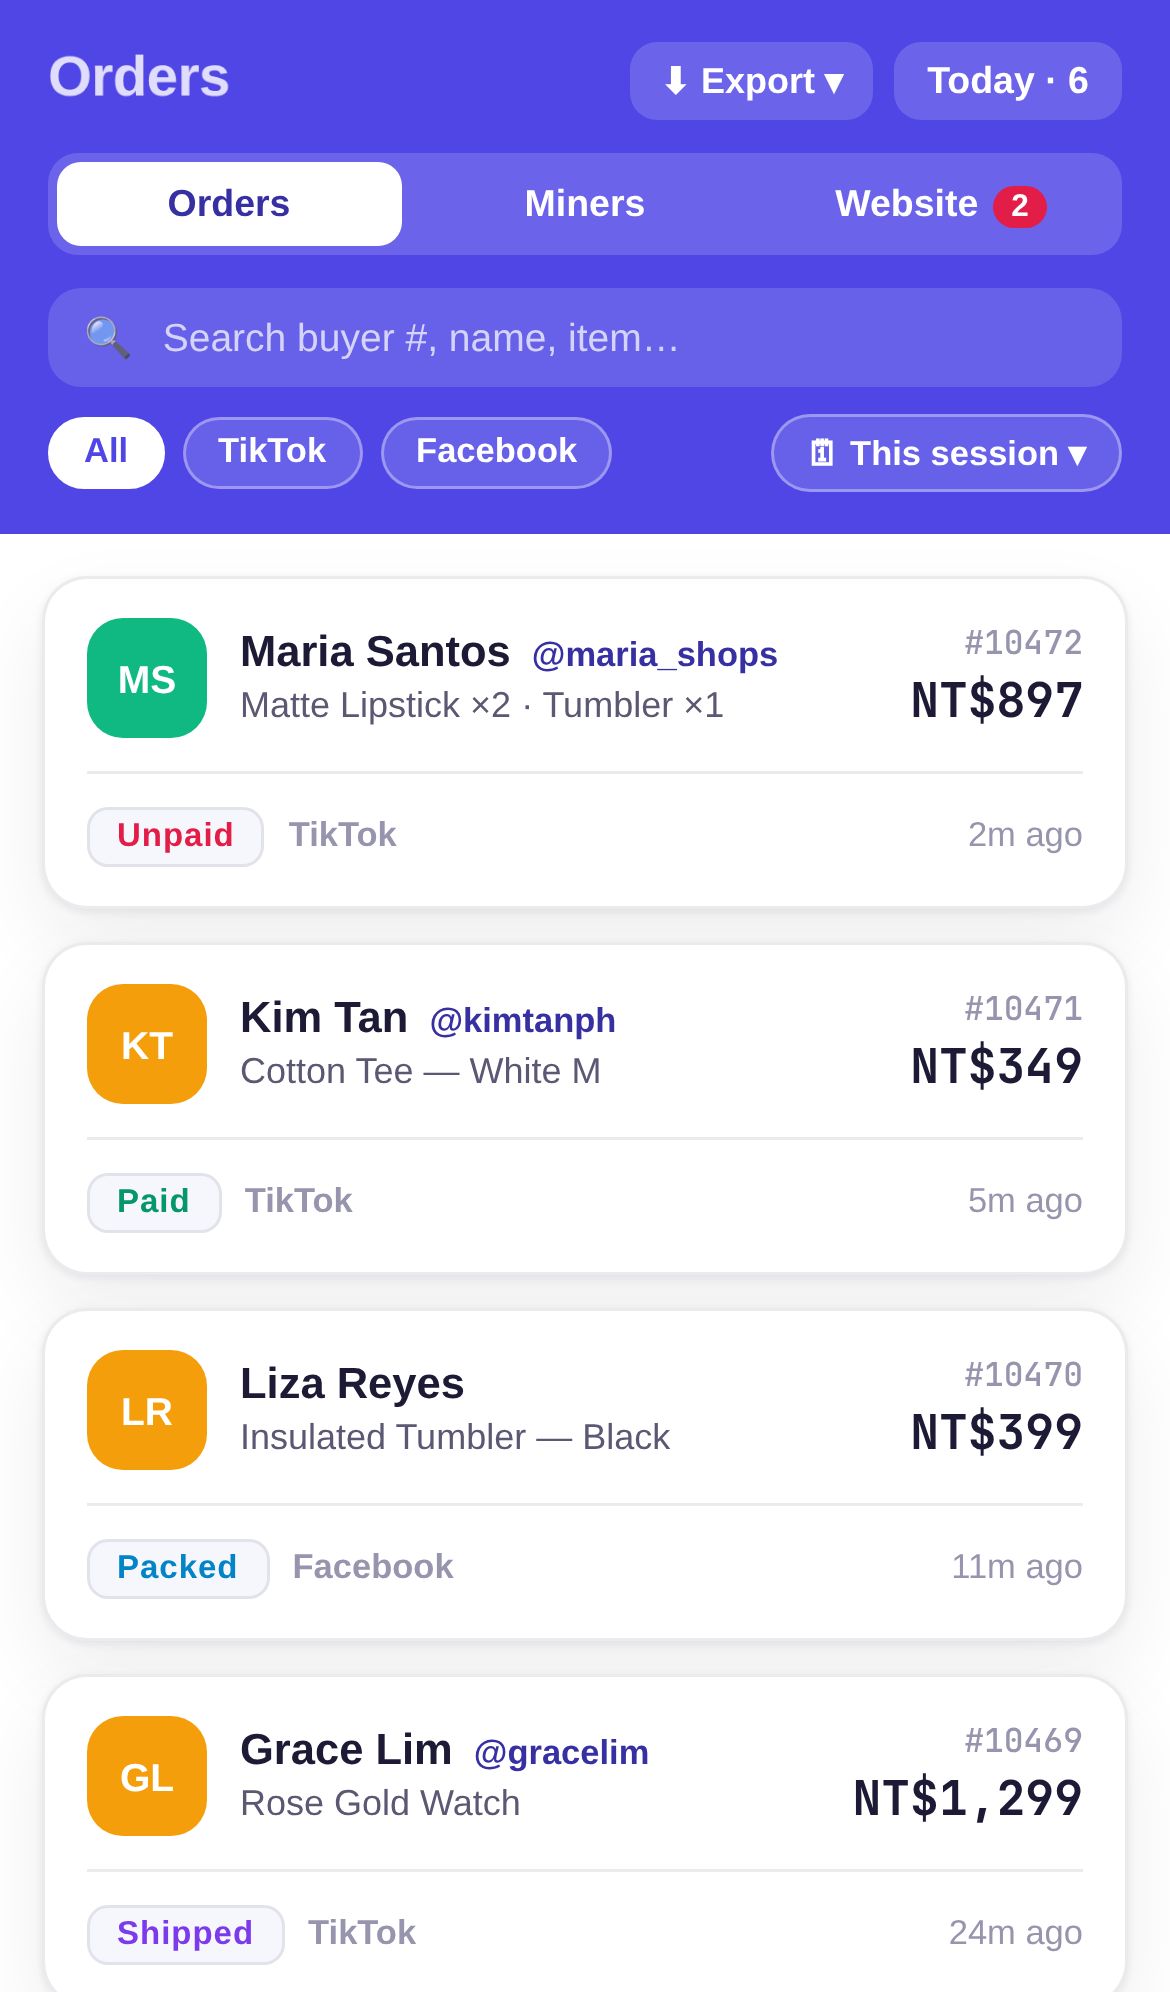 Orders
⬇ Export ▾
Today · 6
Orders
Miners
Website 2
🔍 Search buyer #, name, item…
All
TikTok
Facebook
🗓 This session ▾
MS
Maria Santos @maria_shops
#10472
Matte Lipstick ×2 · Tumbler ×1
NT$897
Unpaid TikTok
2m ago
KT
Kim Tan @kimtanph
#10471
Cotton Tee — White M
NT$349
Paid TikTok
5m ago
LR
Liza Reyes
#10470
Insulated Tumbler — Black
NT$399
Packed Facebook
11m ago
GL
Grace Lim @gracelim
#10469
Rose Gold Watch
NT$1,299
Shipped TikTok
24m ago